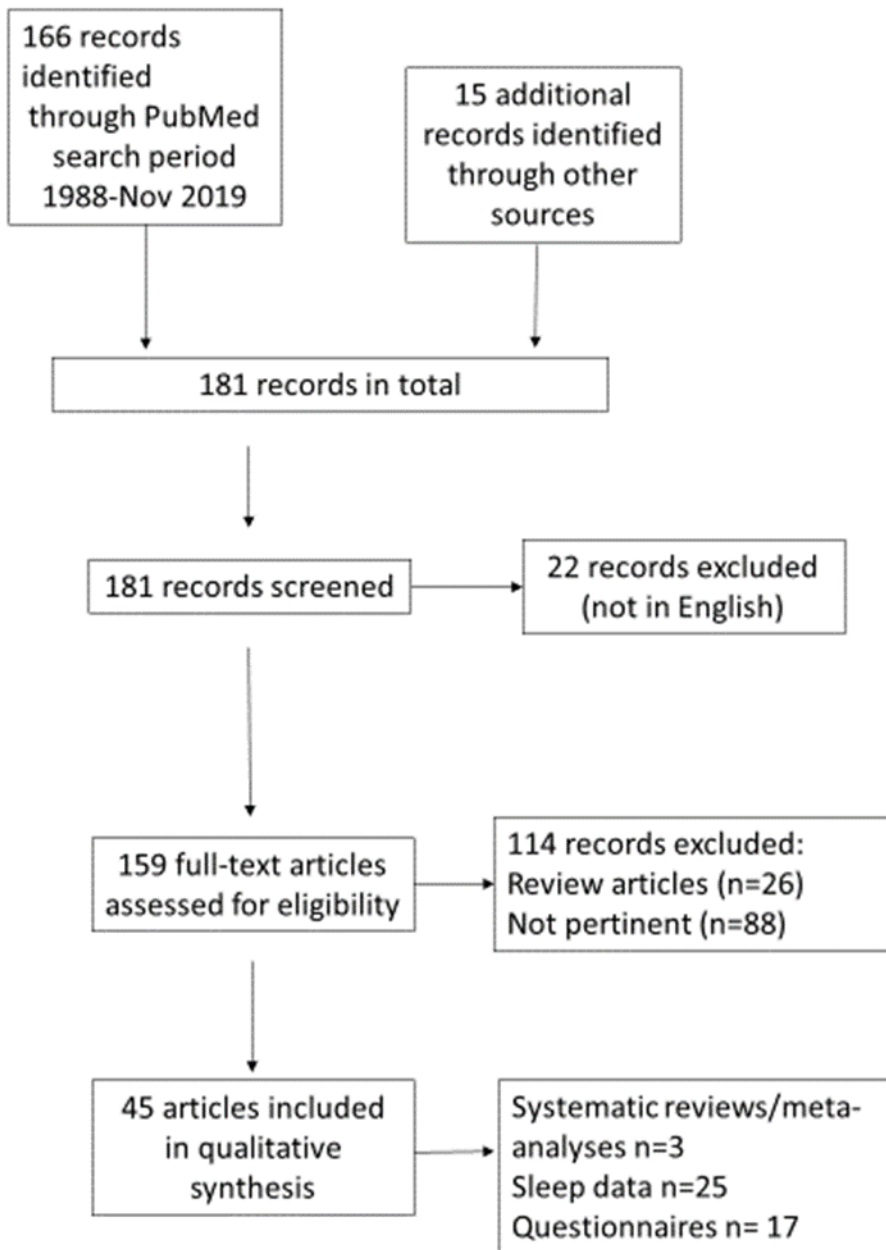 166 records
identified
through PubMed
search period
1988-Nov 2019
15 additional
records identified
through other
sources
181 records in total
181 records screened
22 records excluded
(not in English)
159 full-text articles
assessed for eligibility
114 records excluded:
Review articles (n=26)
Not pertinent (n=88)
45 articles included
in qualitative
synthesis
Systematic reviews/meta-
analyses n=3
Sleep data n=25
Questionnaires n= 17